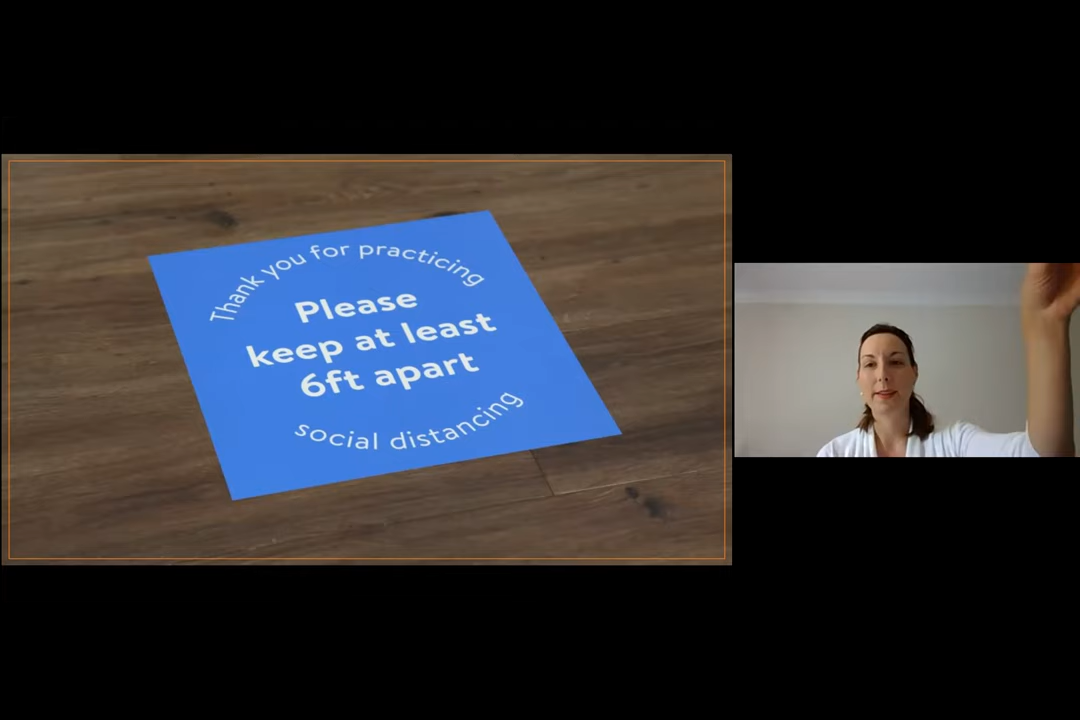 Thank you for practicing
Please
keep at least
6ft apart
social distancing